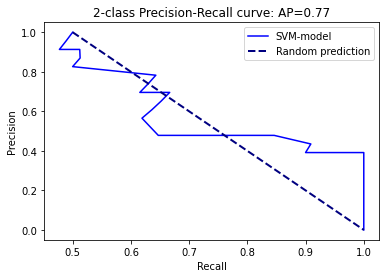 2-class Precision-Recall curve: AP=0.77
SVM-model
Random prediction
Precision
1.0
0.8
0.6
0.4
0.2
0.0
0.5 0.6 0.7 0.8 0.9 1.0
Recall